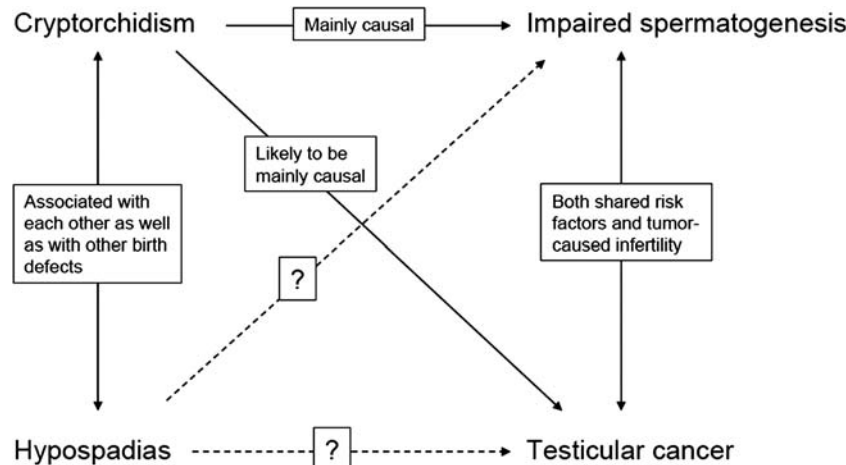 Cryptorchidism
Mainly causal
Impaired spermatogenesis
Likely to be
mainly causal
Associated with
each other as well
as with other birth
defects
Both shared risk
factors and tumor-
caused infertility
?
Hypospadias
?
Testicular cancer